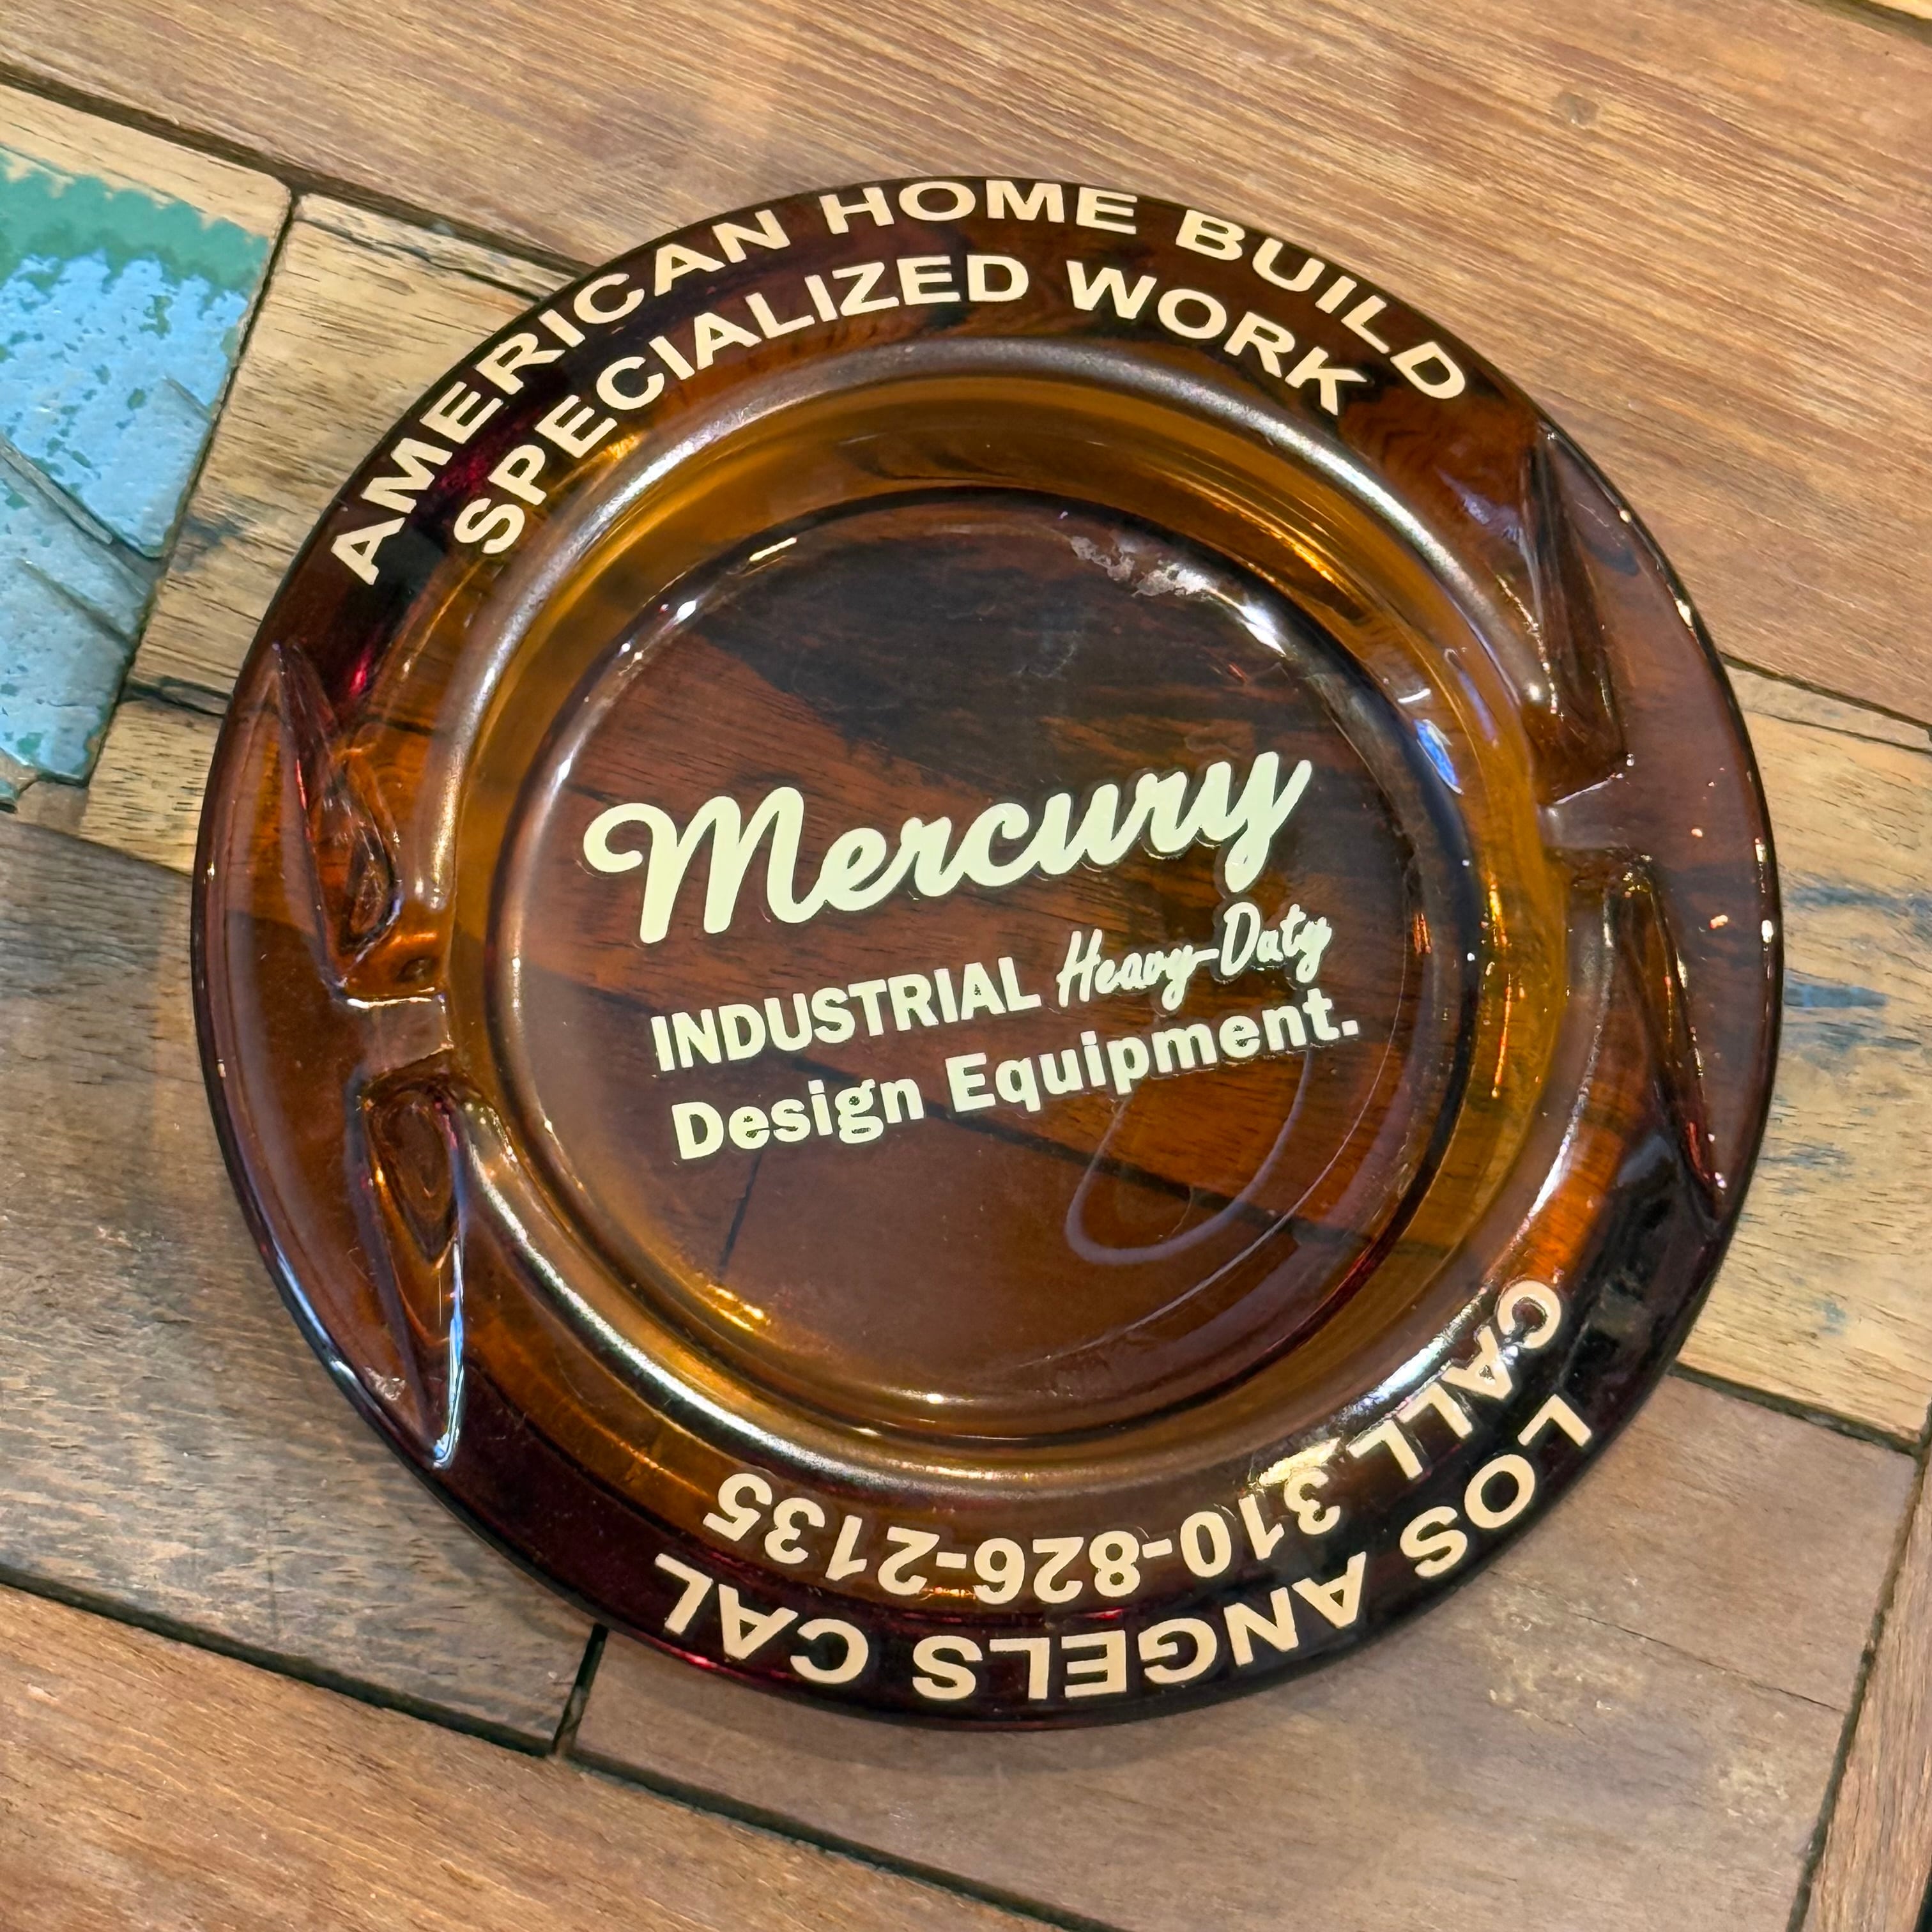 AMERICAN HOME BUILD
SPECIALIZED WORK
Mercury
INDUSTRIAL Heavy-Duty
Design Equipment.
CALL 310-826-2135
LOS ANGELS CAL